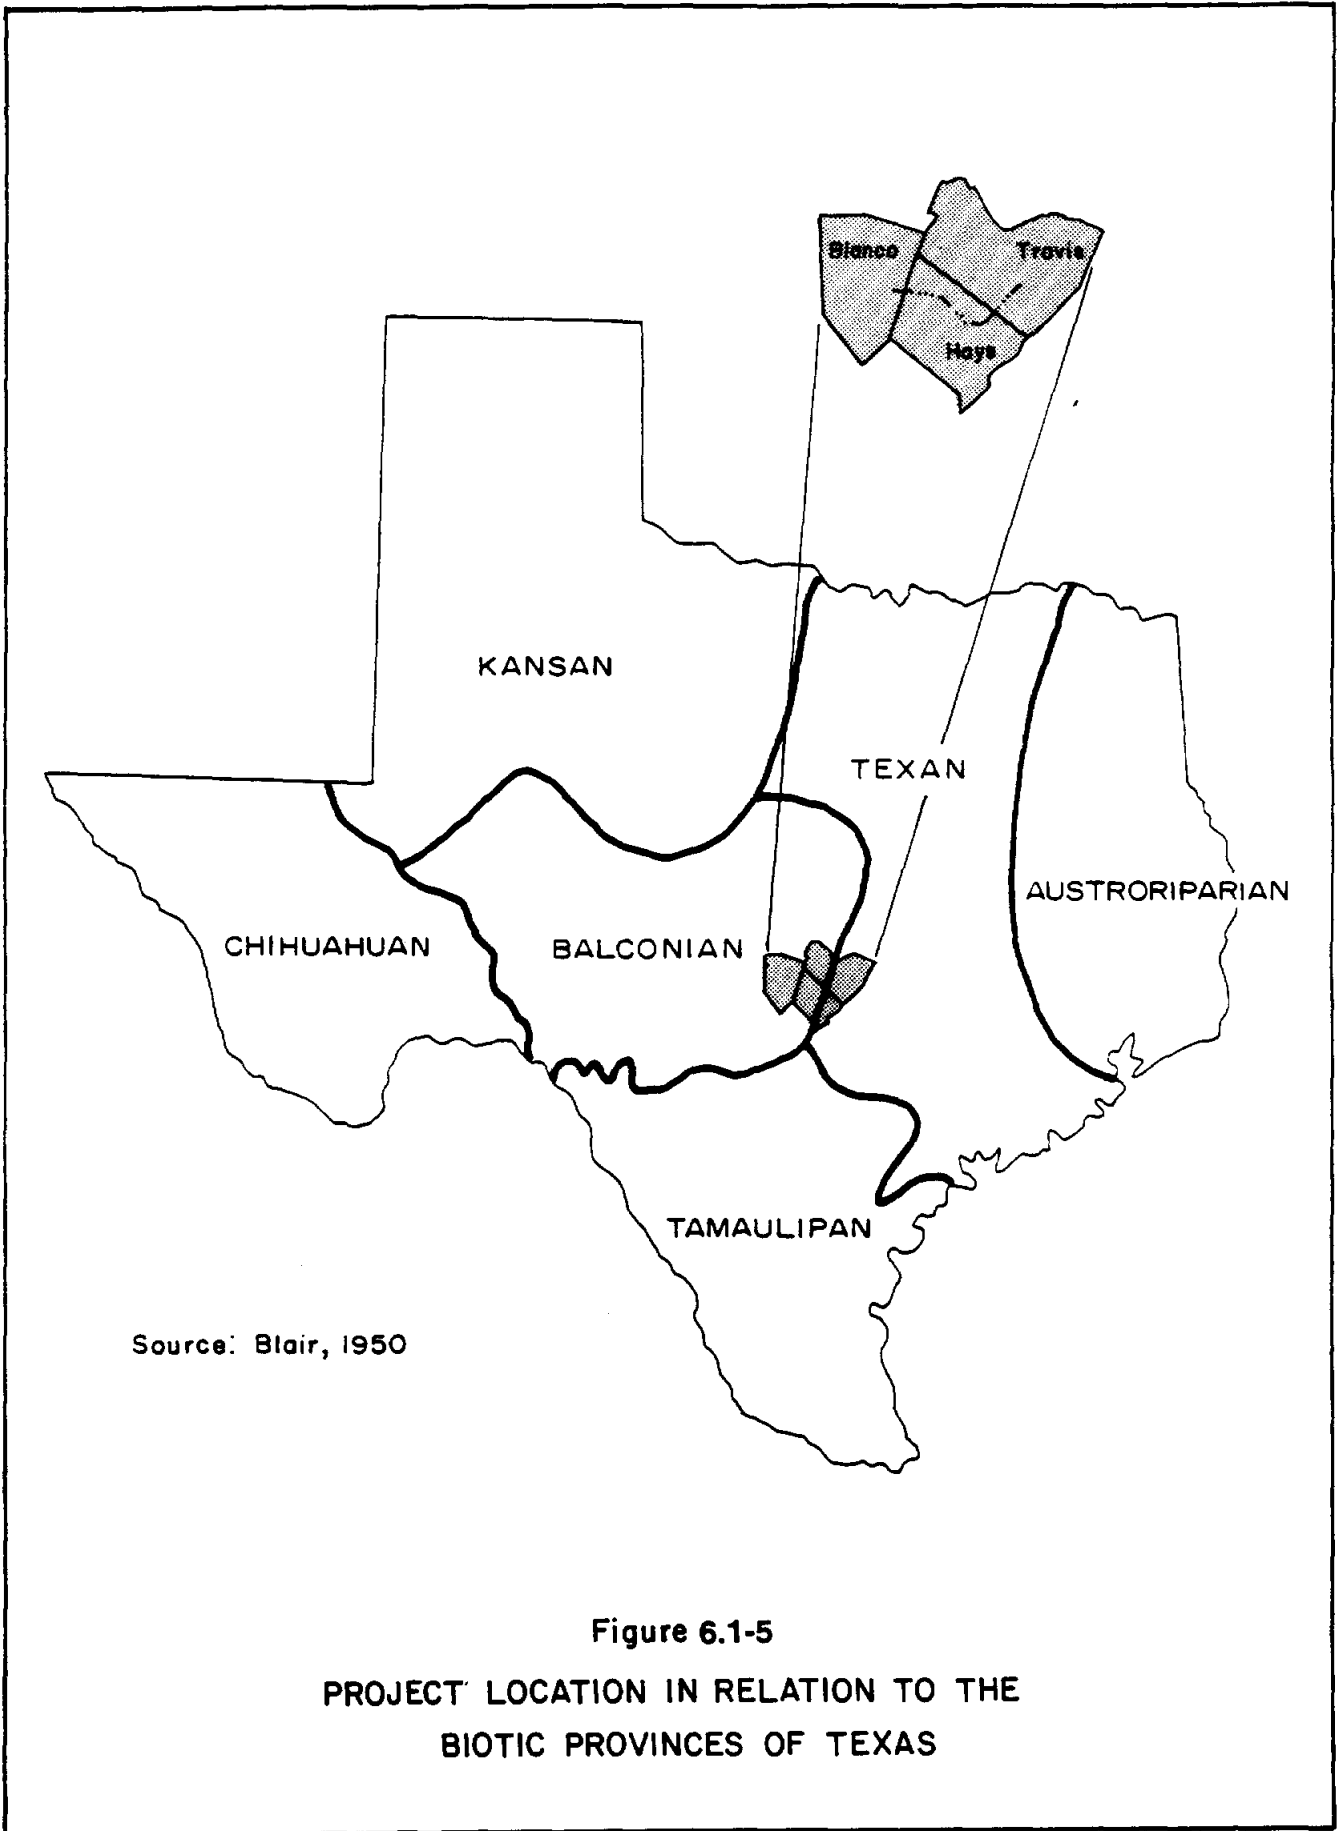 Blanco
Travis
Hays
KANSAN
TEXAN
AUSTRORIPARIAN
CHIHUAHUAN
BALCONIAN
TAMAULIPAN
Source: Blair, 1950
Figure 6.1-5
PROJECT LOCATION IN RELATION TO THE
BIOTIC PROVINCES OF TEXAS